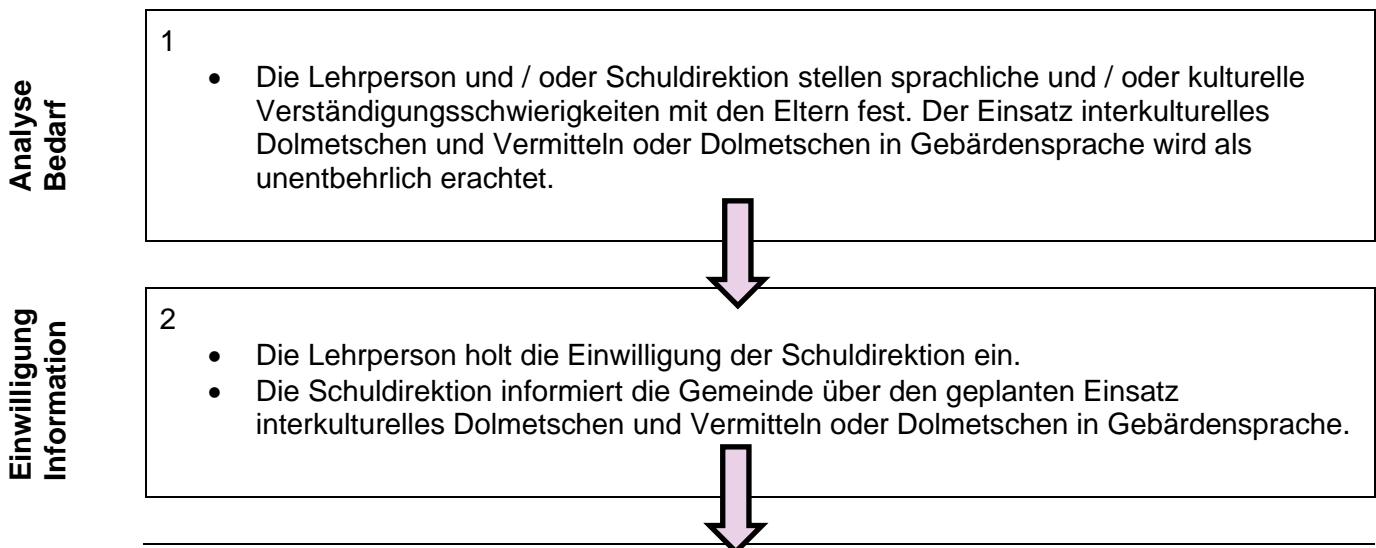 Analyse
Bedarf
1
• Die Lehrperson und / oder Schuldirektion stellen sprachliche und / oder kulturelle
Verständigungsschwierigkeiten mit den Eltern fest. Der Einsatz interkulturelles
Dolmetschen und Vermitteln oder Dolmetschen in Gebärdensprache wird als
unentbehrlich erachtet.
Einwilligung
Information
2
• Die Lehrperson holt die Einwilligung der Schuldirektion ein.
• Die Schuldirektion informiert die Gemeinde über den geplanten Einsatz
interkulturelles Dolmetschen und Vermitteln oder Dolmetschen in Gebärdensprache.